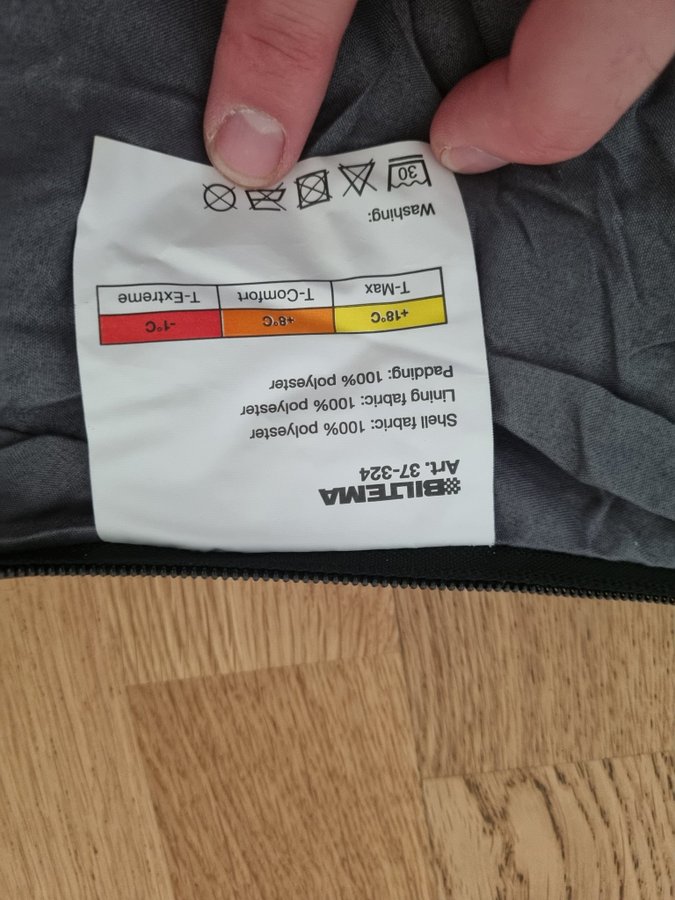 BILTEMA
Art. 37-324
Shell fabric: 100% polyester
Lining fabric: 100% polyester
Padding: 100% polyester
+18°C +8°C -1°C
T-Max T-Comfort T-Extreme
Washing:
30